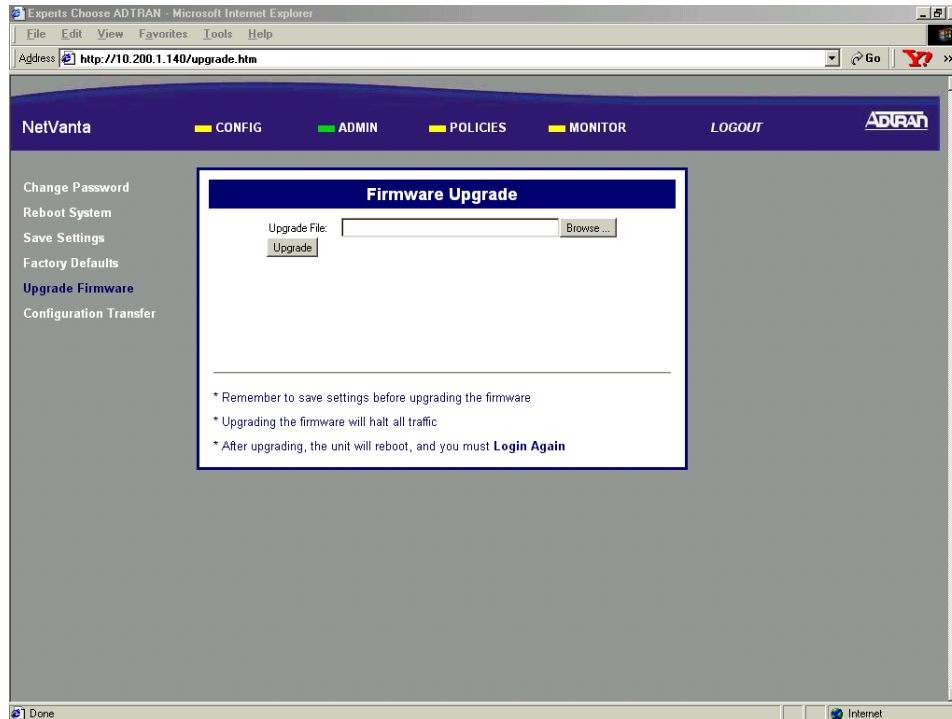 Experts Choose ADTRAN - Microsoft Internet Explorer
File Edit View Favorites Tools Help
Address http://10.200.1.140/upgrade.htm Go Y! »
NetVanta CONFIG ADMIN POLICIES MONITOR LOGOUT ADTRAN
Change Password
Reboot System
Save Settings
Factory Defaults
Upgrade Firmware
Configuration Transfer
Firmware Upgrade
Upgrade File: Browse ...
Upgrade
* Remember to save settings before upgrading the firmware
* Upgrading the firmware will halt all traffic
* After upgrading, the unit will reboot, and you must Login Again
Done Internet